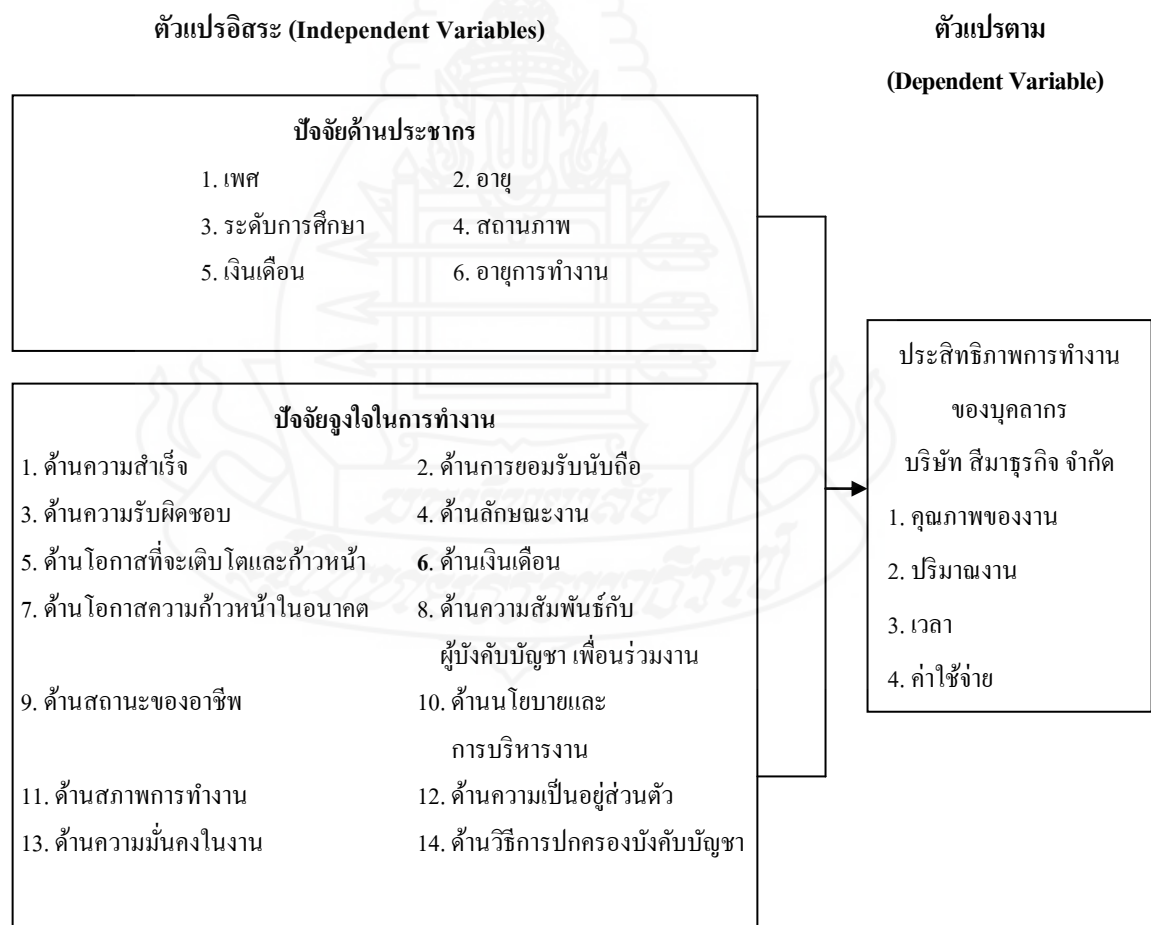 ตัวแปรอิสระ (Independent Variables)
ตัวแปรตาม
(Dependent Variable)
ปัจจัยด้านประชากร
1. เพศ 2. อายุ
3. ระดับการศึกษา 4. สถานภาพ
5. เงินเดือน 6. อายุการทำงาน
ปัจจัยจูงใจในการทำงาน
1. ด้านความสำเร็จ 2. ด้านการยอมรับนับถือ
3. ด้านความรับผิดชอบ 4. ด้านลักษณะงาน
5. ด้านโอกาสที่จะเติบโตและก้าวหน้า 6. ด้านเงินเดือน
7. ด้านโอกาสความก้าวหน้าในอนาคต 8. ด้านความสัมพันธ์กับ
ผู้บังคับบัญชา เพื่อนร่วมงาน
9. ด้านสถานะของอาชีพ 10. ด้านนโยบายและ
การบริหารงาน
11. ด้านสภาพการทำงาน 12. ด้านความเป็นอยู่ส่วนตัว
13. ด้านความมั่นคงในงาน 14. ด้านวิธีการปกครองบังคับบัญชา
ประสิทธิภาพการทำงาน
ของบุคลากร
บริษัท สีมาธุรกิจ จำกัด
1. คุณภาพของงาน
2. ปริมาณงาน
3. เวลา
4. ค่าใช้จ่าย